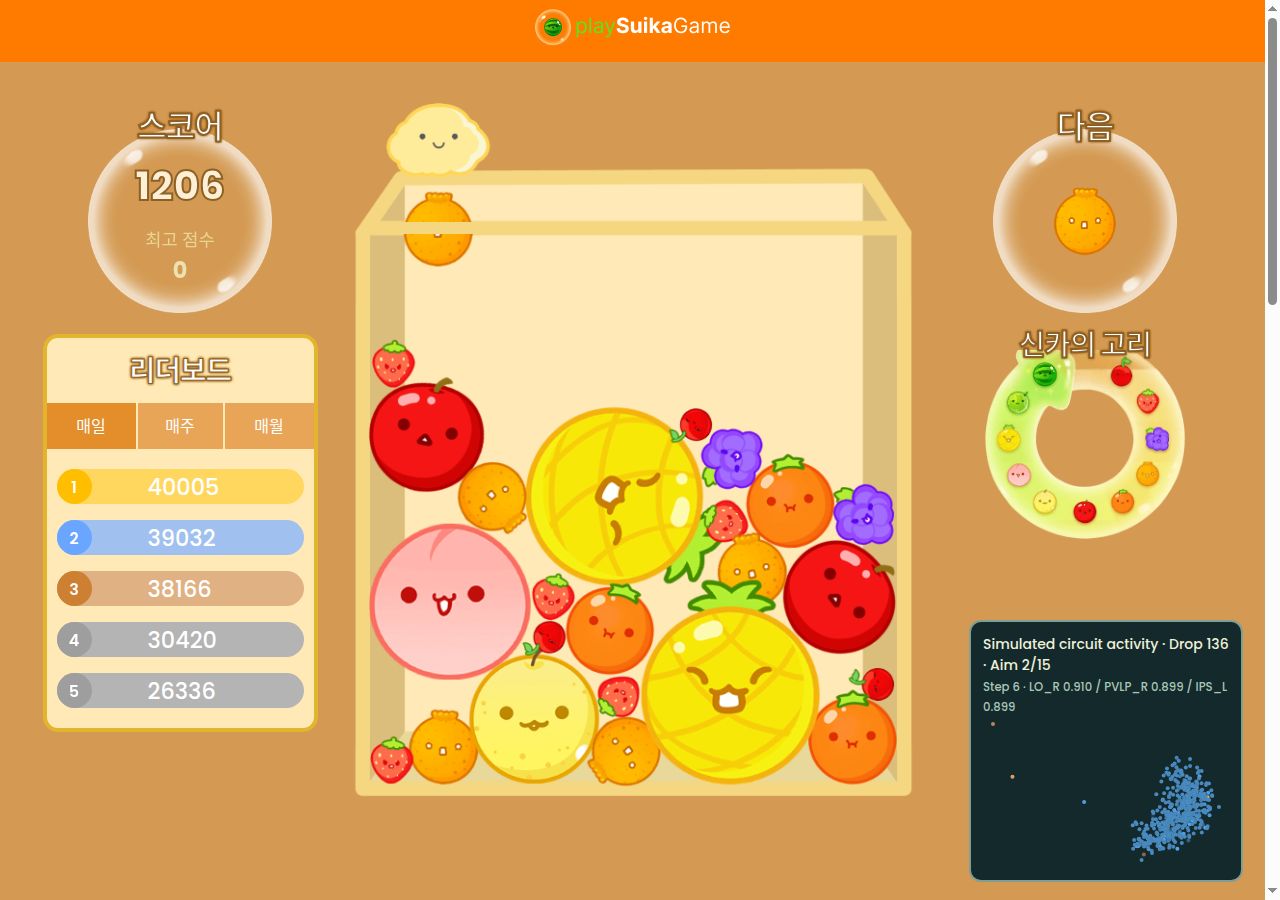 playSuikaGame
스코어
1206
최고 점수
0
다음
리더보드
매일
매주
매월
1 40005
2 39032
3 38166
4 30420
5 26336
신카의 고리
Simulated circuit activity · Drop 136
· Aim 2/15
Step 6 · LO_R 0.910 / PVLP_R 0.899 / IPS_L
0.899